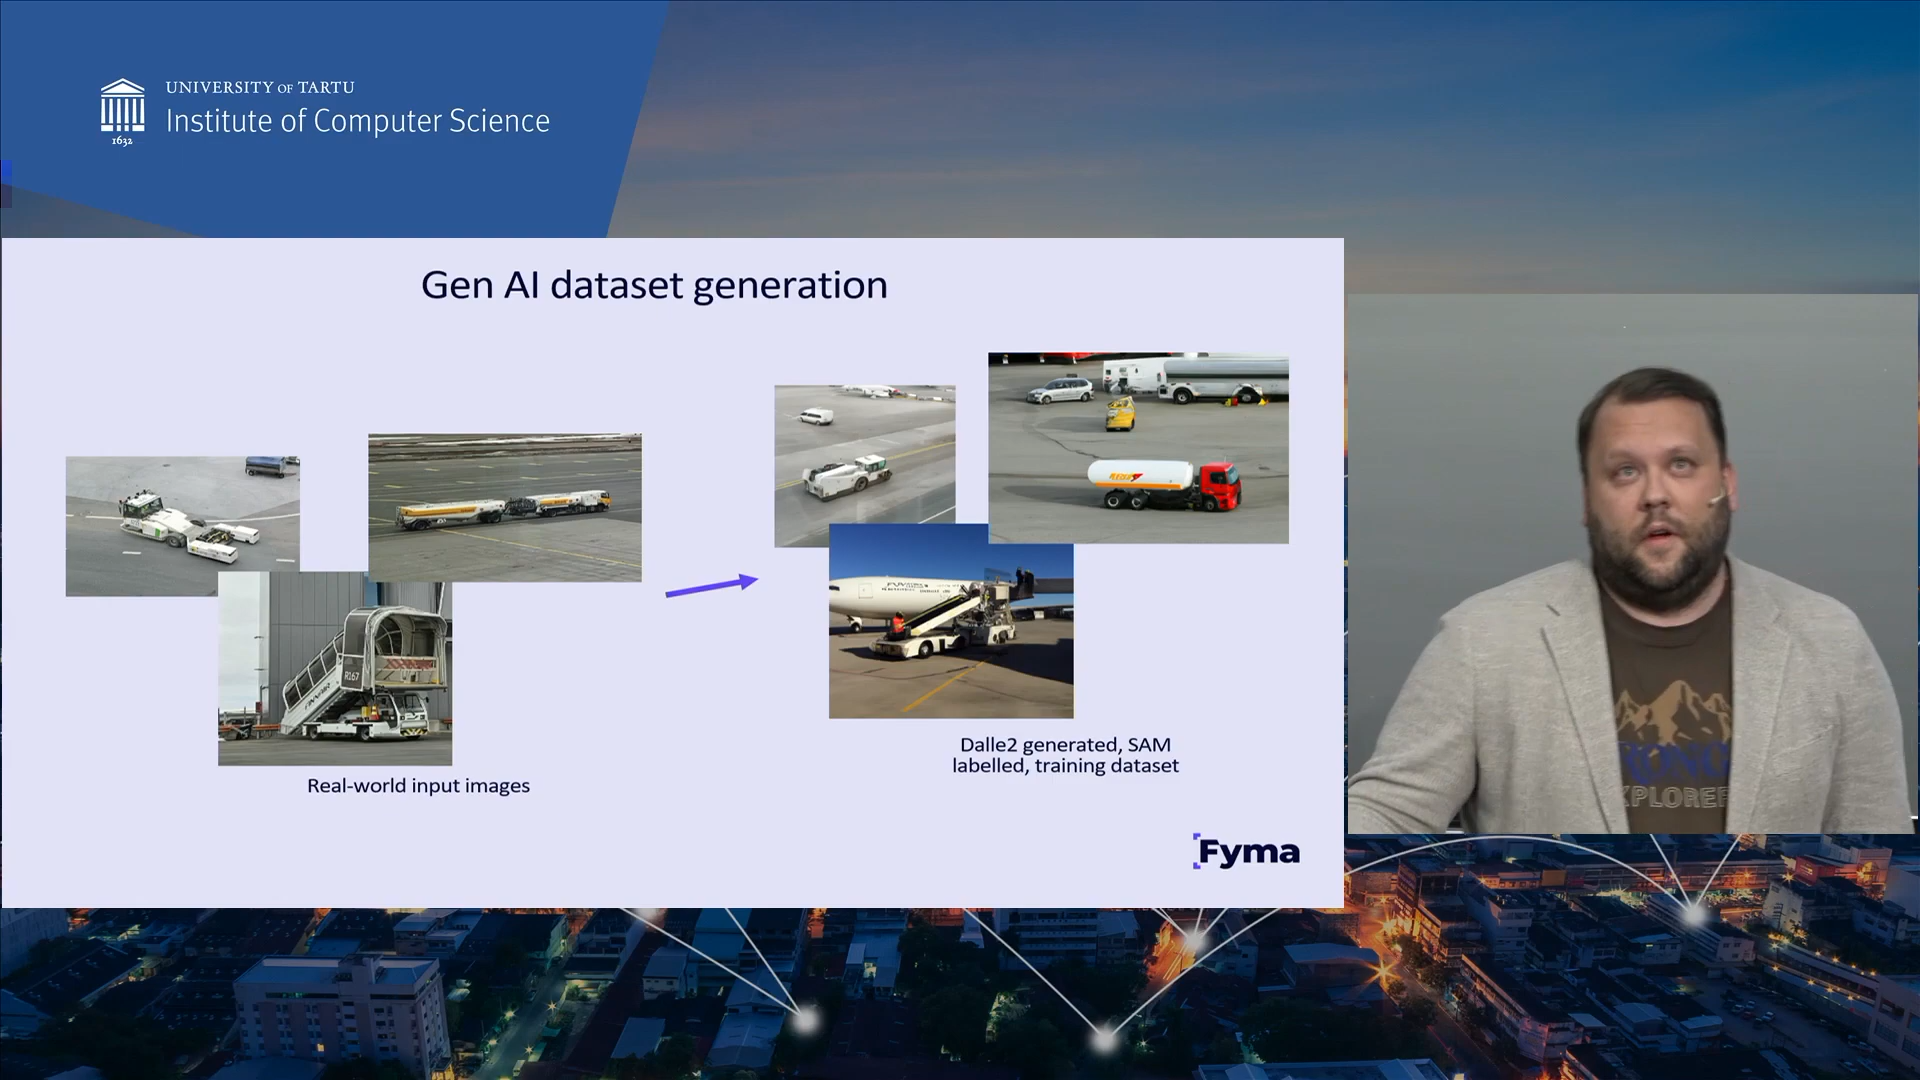 UNIVERSITY OF TARTU
Institute of Computer Science
1632
Gen AI dataset generation
R167
Real-world input images
Dalle2 generated, SAM
labelled, training dataset
Fyma